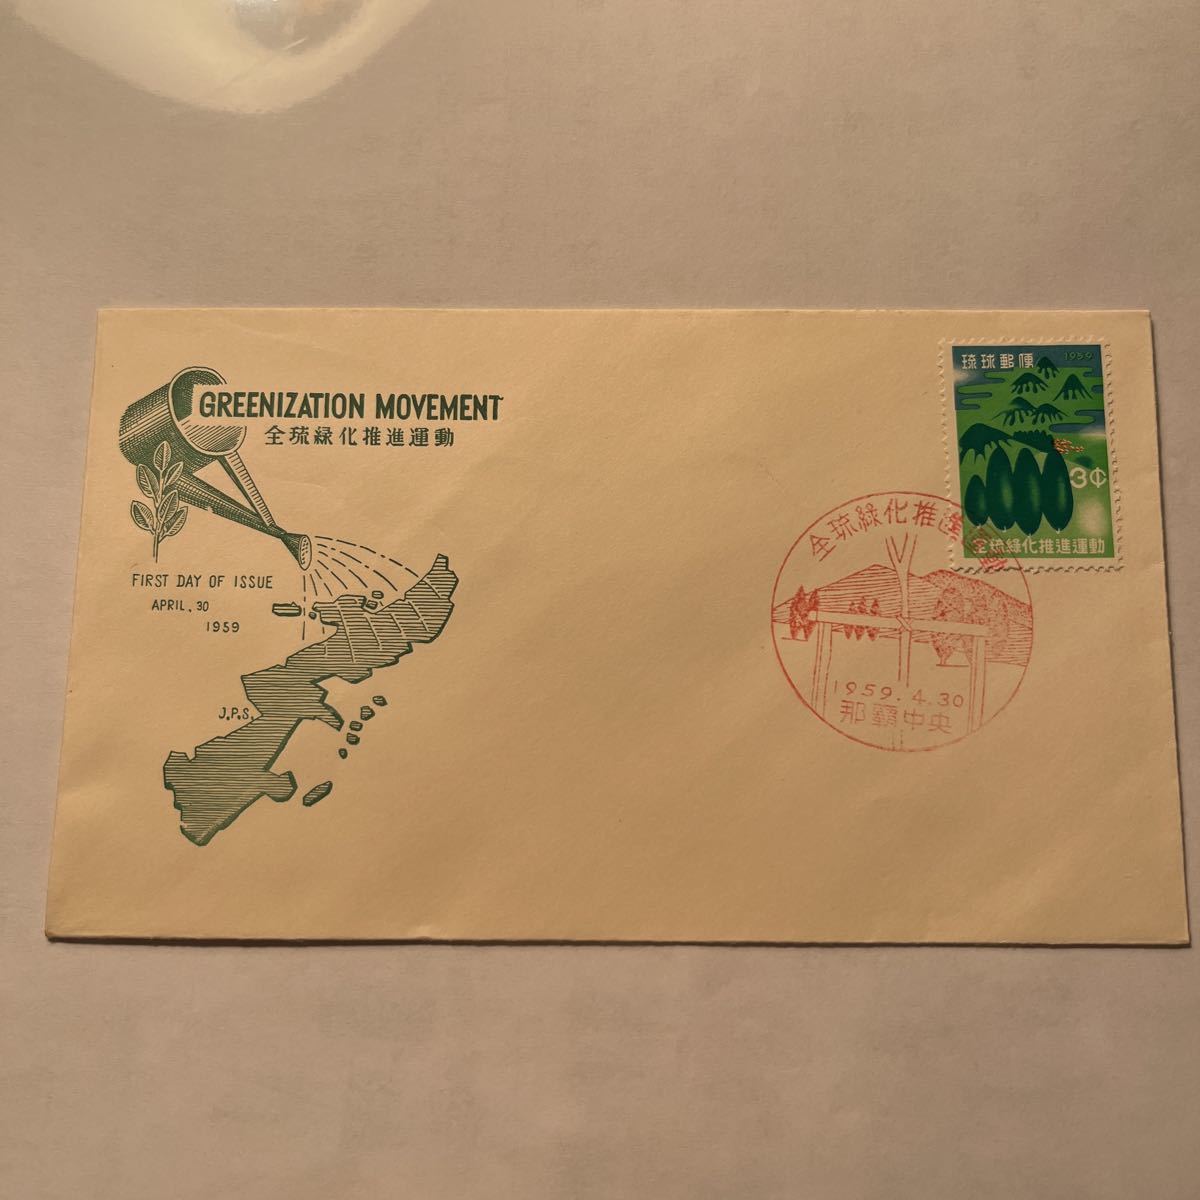 GREENIZATION MOVEMENT
全琉緑化推進運動
FIRST DAY OF ISSUE
APRIL, 30
1959
J.P.S.
琉球郵便 1959
3¢
全琉緑化推進運動
全琉緑化推進運動
1959.4.30
那覇中央